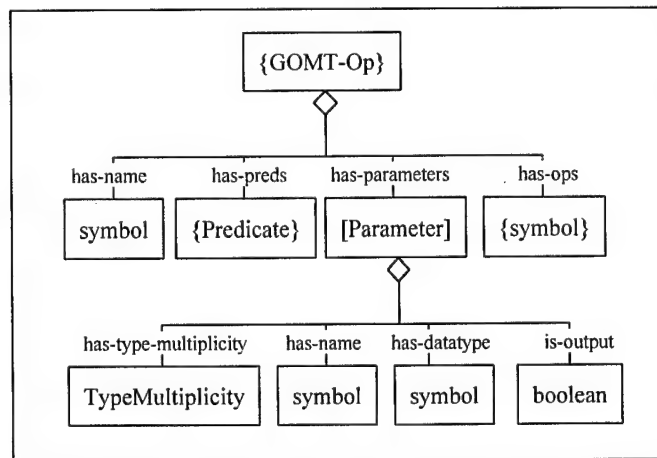 {GOMT-Op}
has-name has-preds has-parameters has-ops
symbol {Predicate} [Parameter] {symbol}
has-type-multiplicity has-name has-datatype is-output
TypeMultiplicity symbol symbol boolean